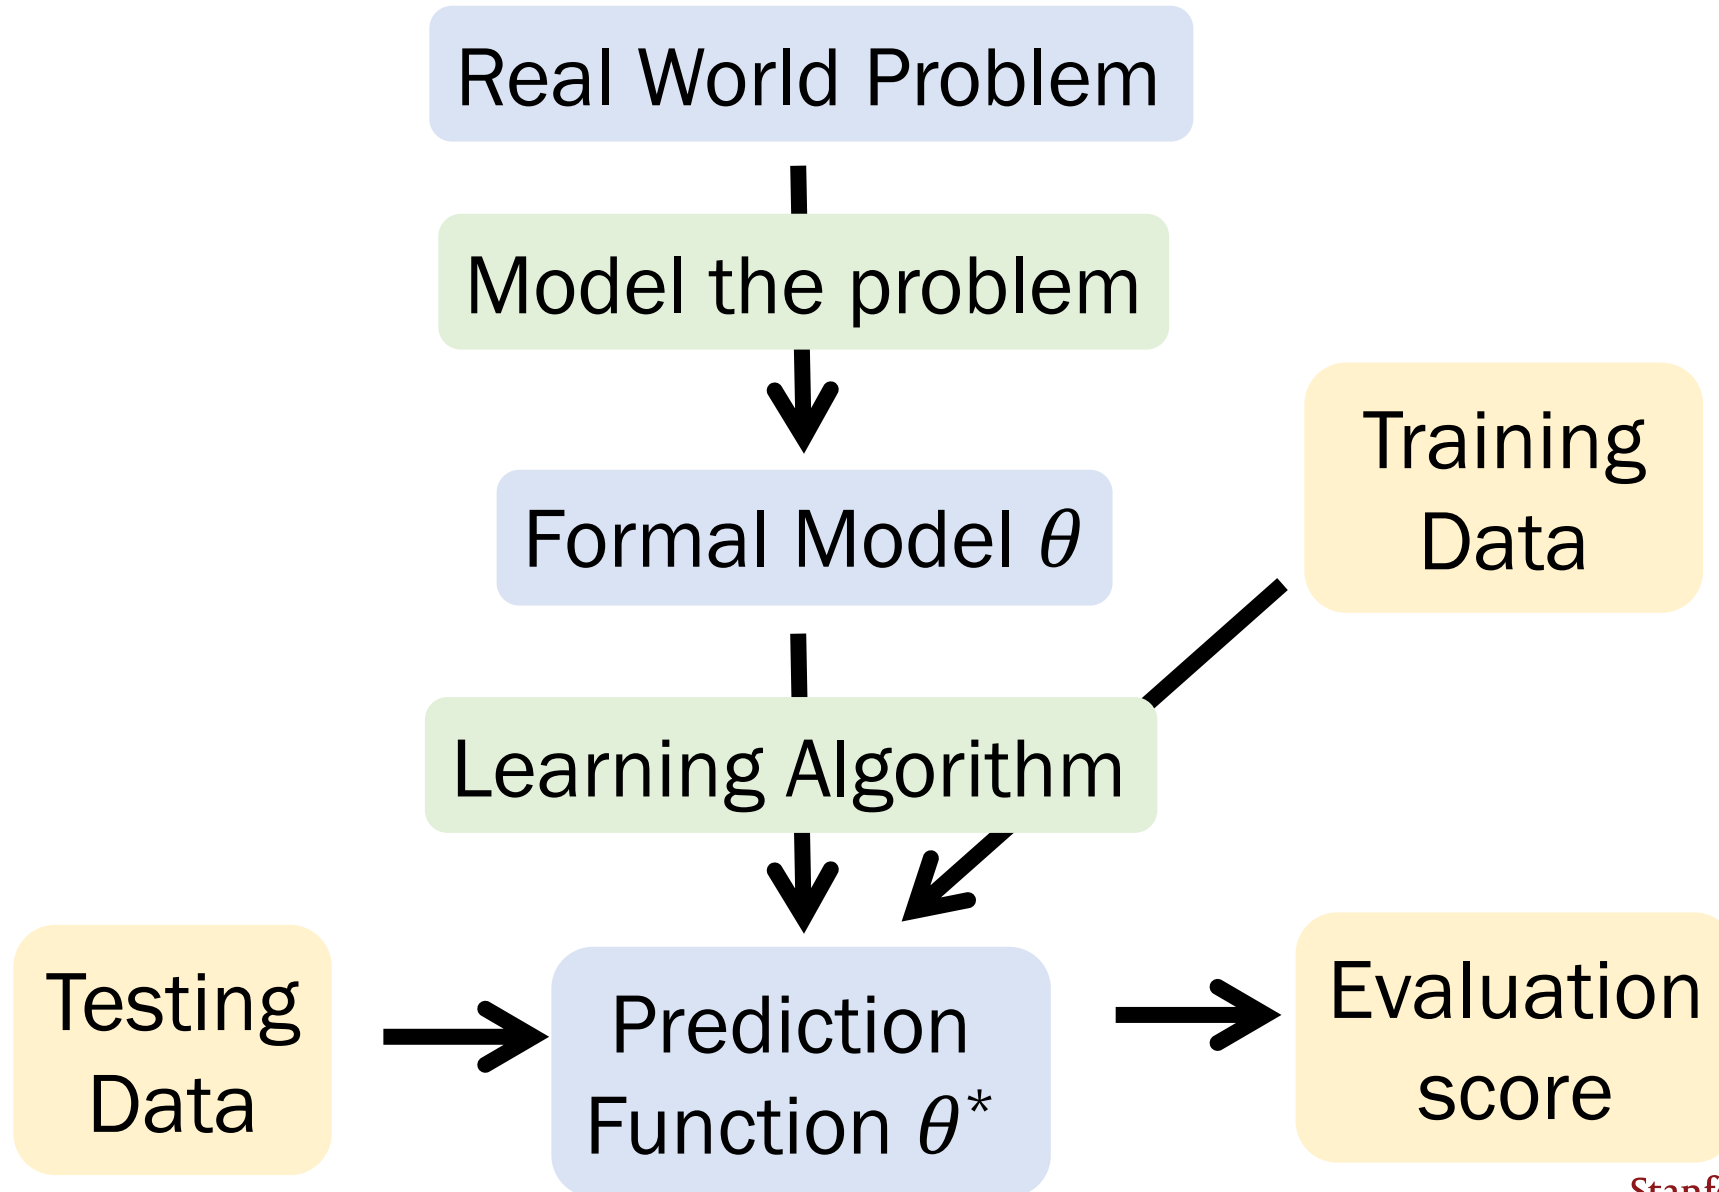 Real World Problem
Model the problem
Training
Data
Formal Model θ
Learning Algorithm
Testing
Data
Prediction
Function θ*
Evaluation
score